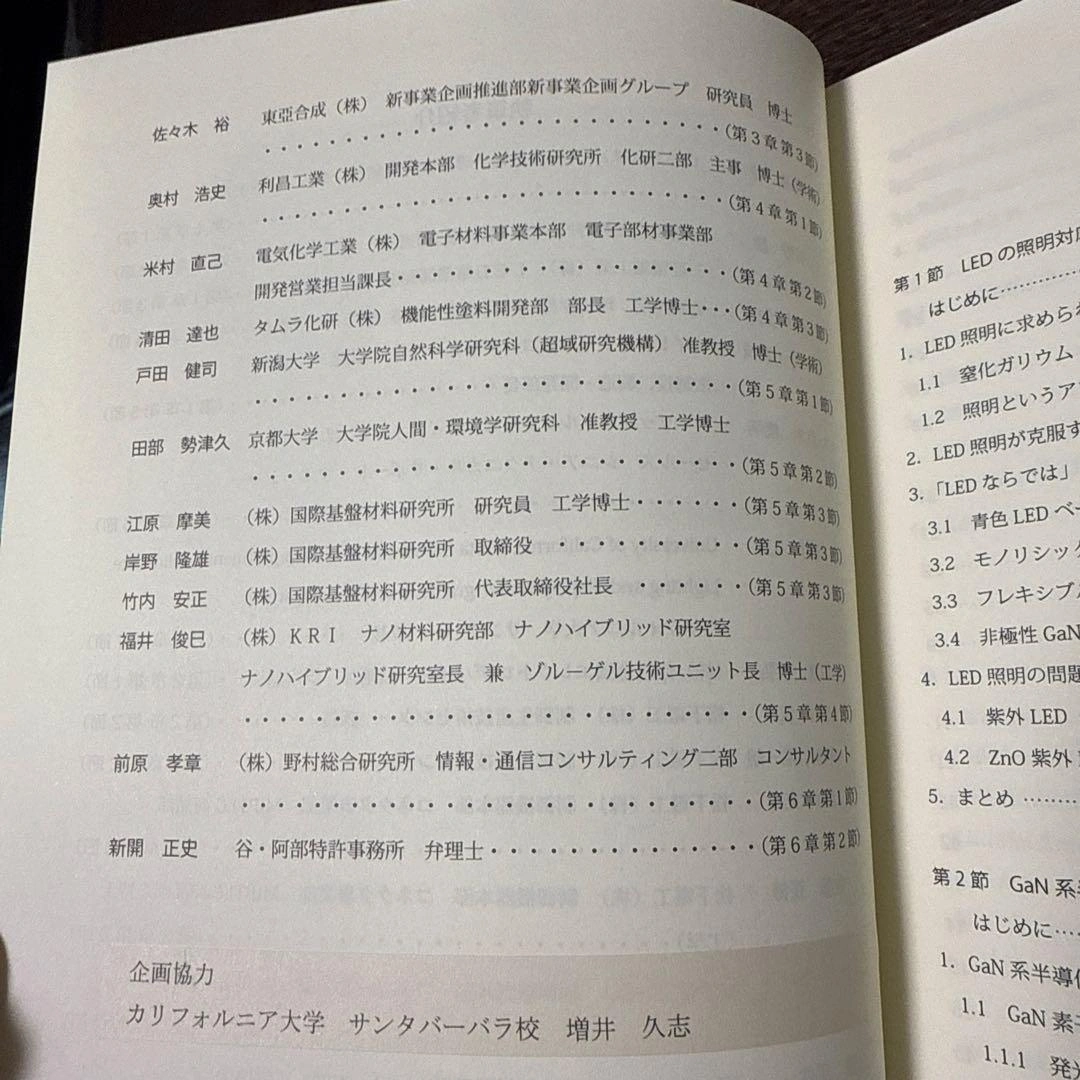 佐々木　裕　東亞合成（株）　新事業企画推進部新事業企画グループ　研究員　博士
・・・・・・・・・・・・・・・・・・・・・・（第３章第３節）
奥村　浩史　利昌工業（株）　開発本部　化学技術研究所　化研二部　主事　博士（学術）
・・・・・・・・・・・・・・・・・・・・・・（第４章第１節）
米村　直己　電気化学工業（株）　電子材料事業本部　電子部材事業部
開発営業担当課長・・・・・・・・・・・・・・・・（第４章第２節）
清田　達也　タムラ化研（株）　機能性塗料開発部　部長　工学博士・・・（第４章第３節）
戸田　健司　新潟大学　大学院自然科学研究科（超域研究機構）　准教授　博士（学術）
・・・・・・・・・・・・・・・・・・・・・・（第５章第１節）
田部　勢津久　京都大学　大学院人間・環境学研究科　准教授　工学博士
・・・・・・・・・・・・・・・・・・・・・・（第５章第２節）
江原　摩美　（株）国際基盤材料研究所　研究員　工学博士・・・・・・（第５章第３節）
岸野　隆雄　（株）国際基盤材料研究所　取締役　・・・・・・・・・（第５章第３節）
竹内　安正　（株）国際基盤材料研究所　代表取締役社長・・・・・・（第５章第３節）
福井　俊巳　（株）ＫＲＩ　ナノ材料研究部　ナノハイブリッド研究室
ナノハイブリッド研究室長　兼　ゾル－ゲル技術ユニット長　博士（工学）
・・・・・・・・・・・・・・・・・・・・・・（第５章第４節）
前原　孝章　（株）野村総合研究所　情報・通信コンサルティング二部　コンサルタント
・・・・・・・・・・・・・・・・・・・・・・（第６章第１節）
新開　正史　谷・阿部特許事務所　弁理士・・・・・・・・・・・・（第６章第２節）
企画協力
カリフォルニア大学　サンタバーバラ校　増井　久志
第１節　LEDの照明対応
はじめに……………
1. LED照明に求められ
1.1　窒化ガリウム
1.2　照明というア
2. LED照明が克服す
3.「LEDならでは」
3.1　青色LEDベー
3.2　モノリシック
3.3　フレキシブル
3.4　非極性GaN
4. LED照明の問題
4.1　紫外LED
4.2　ZnO紫外
5. まとめ………
第２節　GaN系半
はじめに……
1. GaN系半導体
1.1　GaN素子
1.1.1　発光